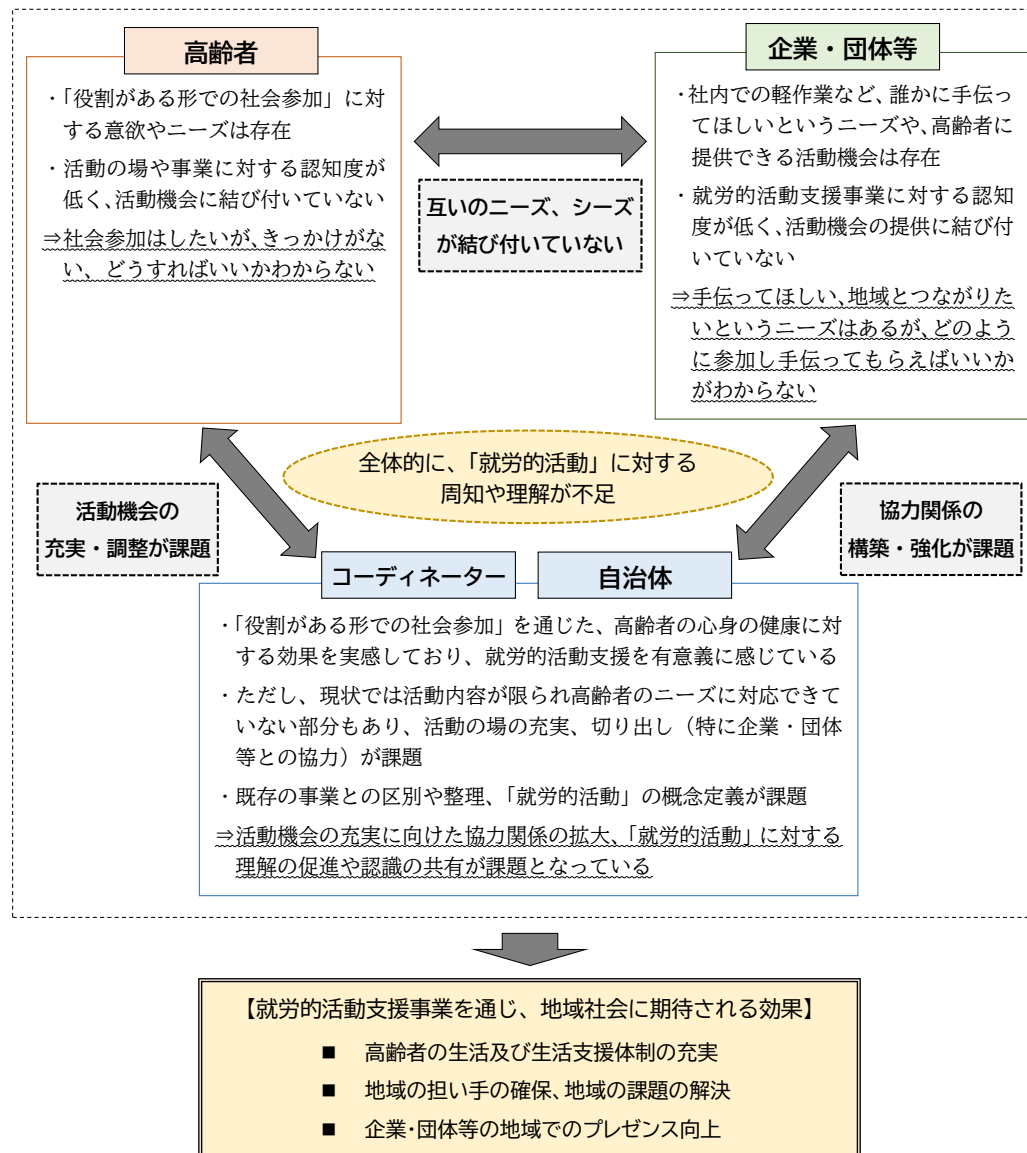 高齢者
・「役割がある形での社会参加」に対
する意欲やニーズは存在
・活動の場や事業に対する認知度が
低く、活動機会に結び付いていない
⇒社会参加はしたいが、きっかけがな
い、どうすればいいかわからない
企業・団体等
・社内での軽作業など、誰かに手伝っ
てほしいというニーズや、高齢者に
提供できる活動機会は存在
・就労的活動支援事業に対する認知
度が低く、活動機会の提供に結び付
いていない
⇒手伝ってほしい、地域とつながりた
いというニーズはあるが、どのよう
に参加し手伝ってもらえばいいか
がわからない
互いのニーズ、シーズ
が結び付いていない
全体的に、「就労的活動」に対する
周知や理解が不足
活動機会の
充実・調整が課題
協力関係の
構築・強化が課題
コーディネーター
自治体
・「役割がある形での社会参加」を通じた、高齢者の心身の健康に対
する効果を実感しており、就労的活動支援を有意義に感じている
・ただし、現状では活動内容が限られ高齢者のニーズに対応できて
いない部分もあり、活動の場の充実、切り出し（特に企業・団体
等との協力）が課題
・既存の事業との区別や整理、「就労的活動」の概念定義が課題
⇒活動機会の充実に向けた協力関係の拡大、「就労的活動」に対する
理解の促進や認識の共有が課題となっている
【就労的活動支援事業を通じ、地域社会に期待される効果】
■ 高齢者の生活及び生活支援体制の充実
■ 地域の担い手の確保、地域の課題の解決
■ 企業・団体等の地域でのプレゼンス向上